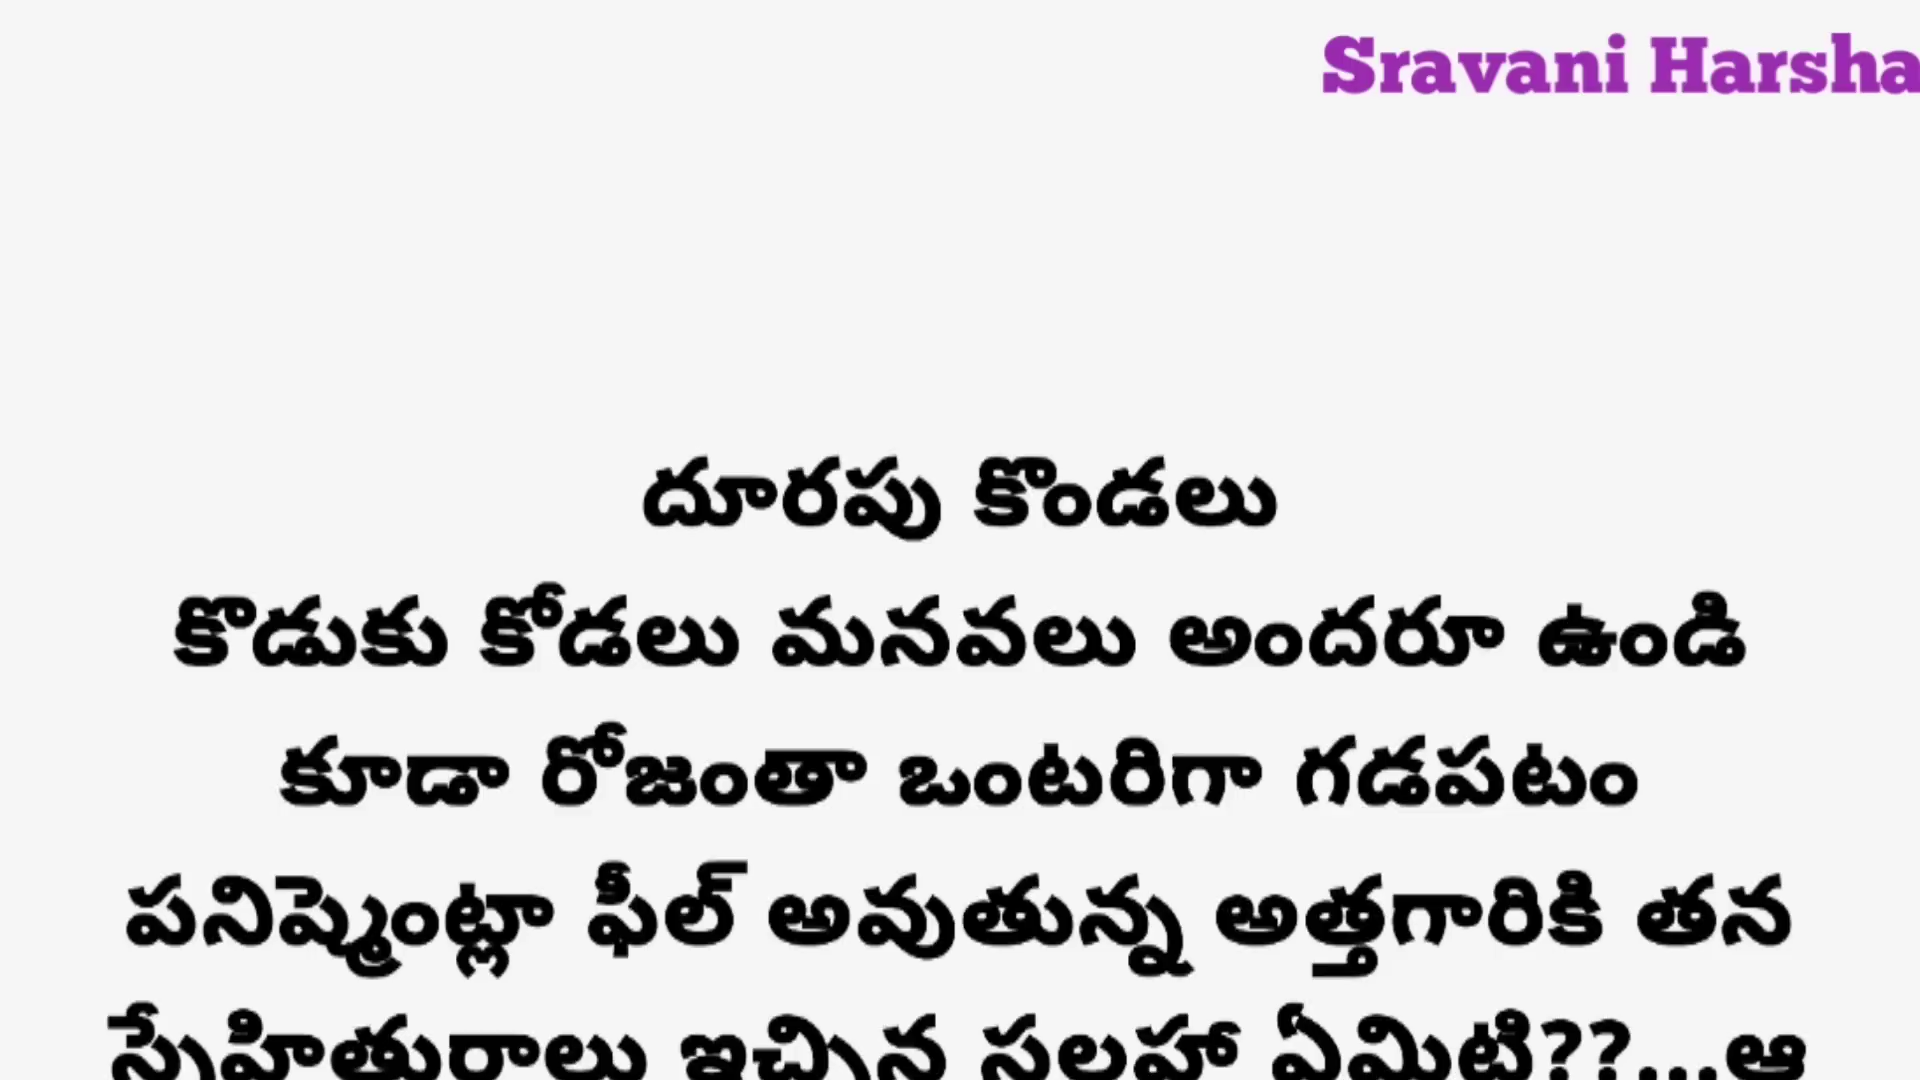 Sravani Harsha
దూరపు కొండలు
కొడుకు కోడలు మనవలు అందరూ ఉండి
కూడా రోజంతా ఒంటరిగా గడపటం
పనిష్మెంట్లా ఫీల్ అవుతున్న అత్తగారికి తన
స్నేహితురాలు ఇచ్చిన సలహా ఏమిటి??...ఆ